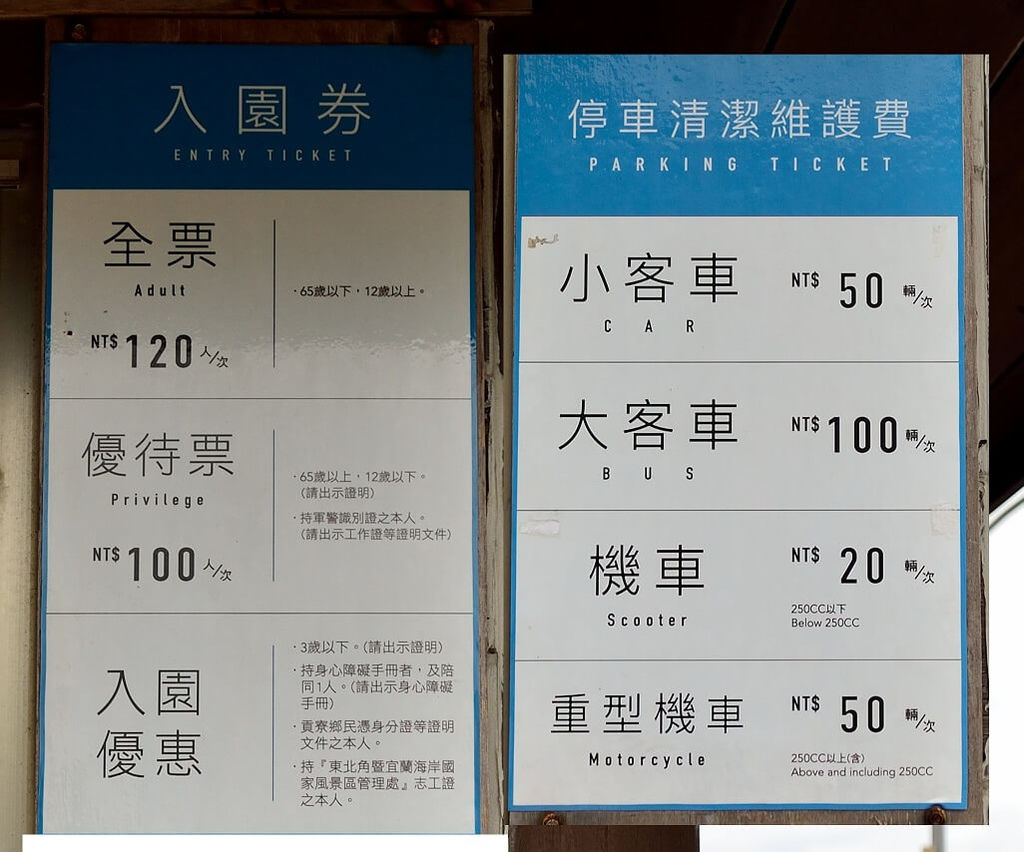 入園券
ENTRY TICKET
全票
Adult
NT$ 120 人/次
·65歲以下，12歲以上。
優待票
Privilege
NT$ 100 人/次
·65歲以上，12歲以下。
(請出示證明)
·持軍警識別證之本人。
(請出示工作證等證明文件)
入園
優惠
·3歲以下。(請出示證明)
·持身心障礙手冊者，及陪
同1人。(請出示身心障礙
手冊)
·貢寮鄉民憑身分證等證明
文件之本人。
·持『東北角暨宜蘭海岸國
家風景區管理處』志工證
之本人。
停車清潔維護費
PARKING TICKET
小客車
CAR
NT$ 50 輛/次
大客車
BUS
NT$ 100 輛/次
機車
Scooter
NT$ 20 輛/次
250CC以下
Below 250CC
重型機車
Motorcycle
NT$ 50 輛/次
250CC以上(含)
Above and including 250CC